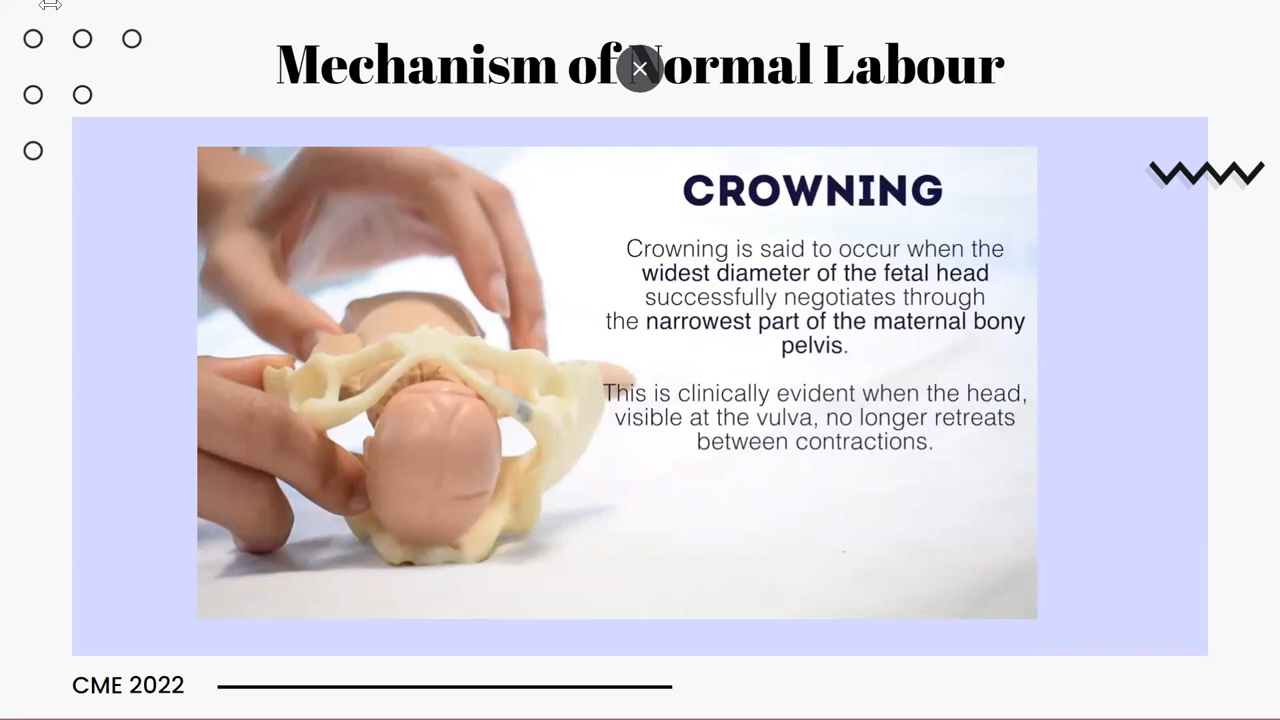 Mechanism of Normal Labour
CROWNING
Crowning is said to occur when the
widest diameter of the fetal head
successfully negotiates through
the narrowest part of the maternal bony
pelvis.
This is clinically evident when the head,
visible at the vulva, no longer retreats
between contractions.
CME 2022